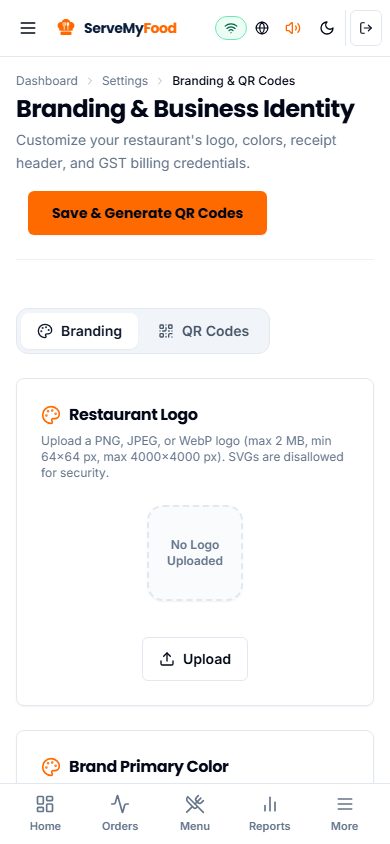 ServeMyFood
Dashboard > Settings > Branding & QR Codes
Branding & Business Identity
Customize your restaurant's logo, colors, receipt
header, and GST billing credentials.
Save & Generate QR Codes
Branding QR Codes
Restaurant Logo
Upload a PNG, JPEG, or WebP logo (max 2 MB, min
64×64 px, max 4000×4000 px). SVGs are disallowed
for security.
No Logo
Uploaded
Upload
Brand Primary Color
Home Orders Menu Reports More